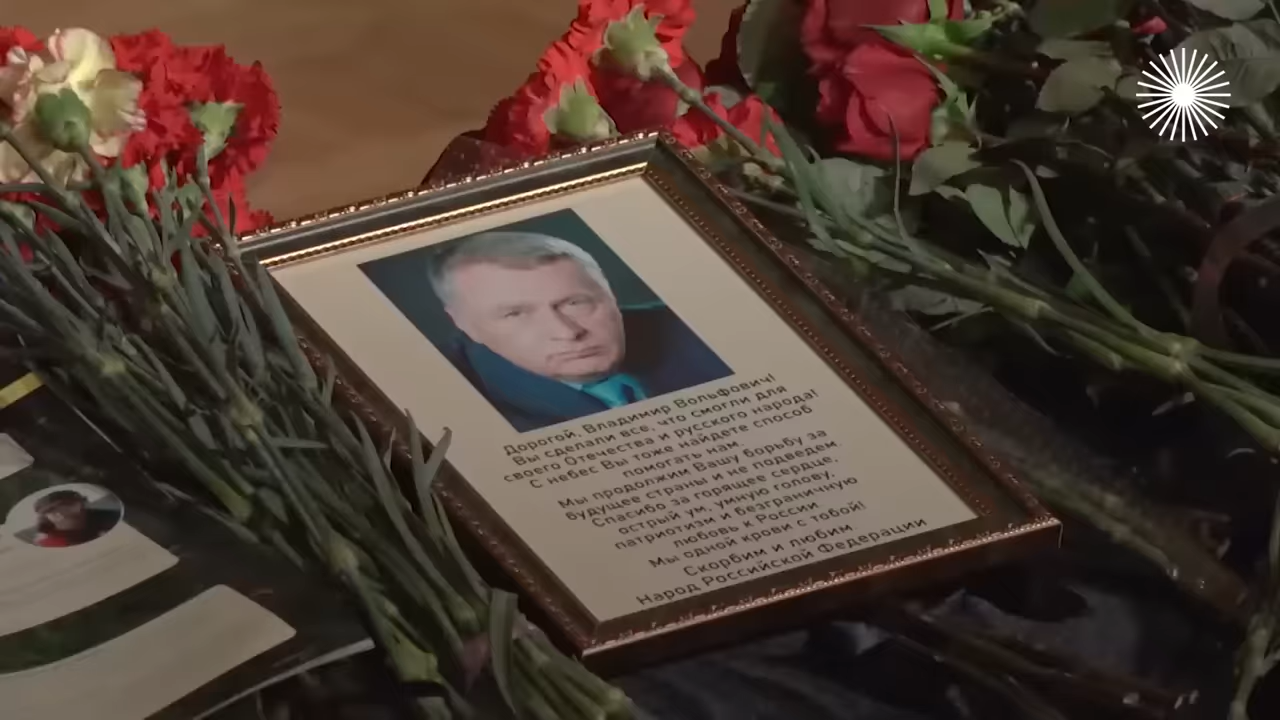 Дорогой, Владимир Вольфович!
Вы сделали все, что смогли для
своего Отечества и русского народа!
С небес Вы тоже найдете способ
помогать нам.
Мы продолжим Вашу борьбу за
будущее страны и не подведем.
Спасибо за горящее сердце,
острый ум, умную голову,
патриотизм и безграничную
любовь к России
Мы одной крови с тобой!
Скорбим и любим.
Народ Российской Федерации